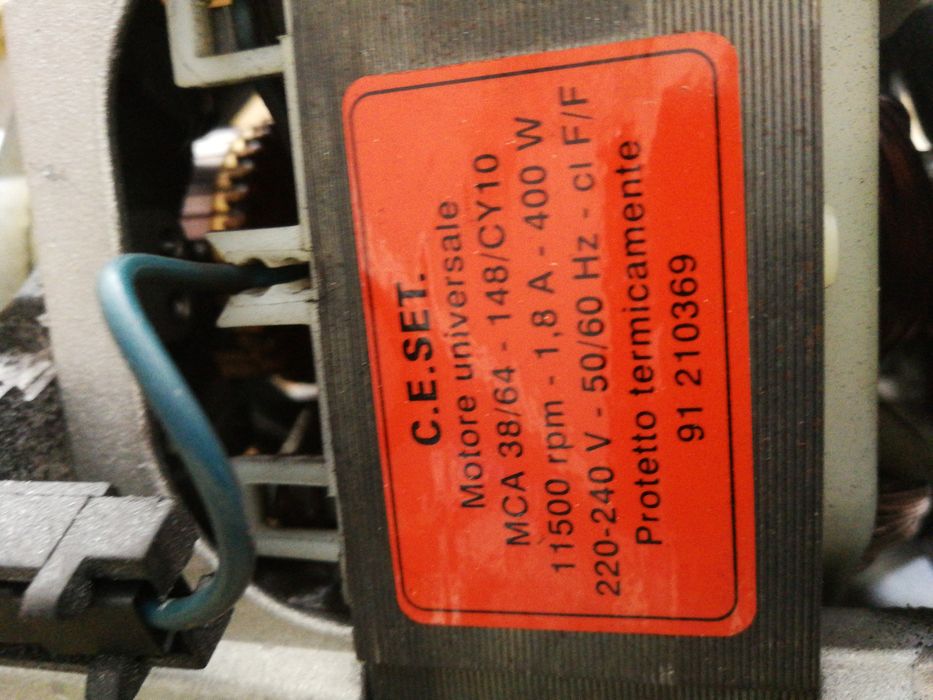 C.E.SET.
Motore universale
MCA 38/64 - 148/CY10
11500 rpm - 1,8 A - 400 W
220-240 V - 50/60 Hz - cl F/F
Protetto termicamente
91 210369